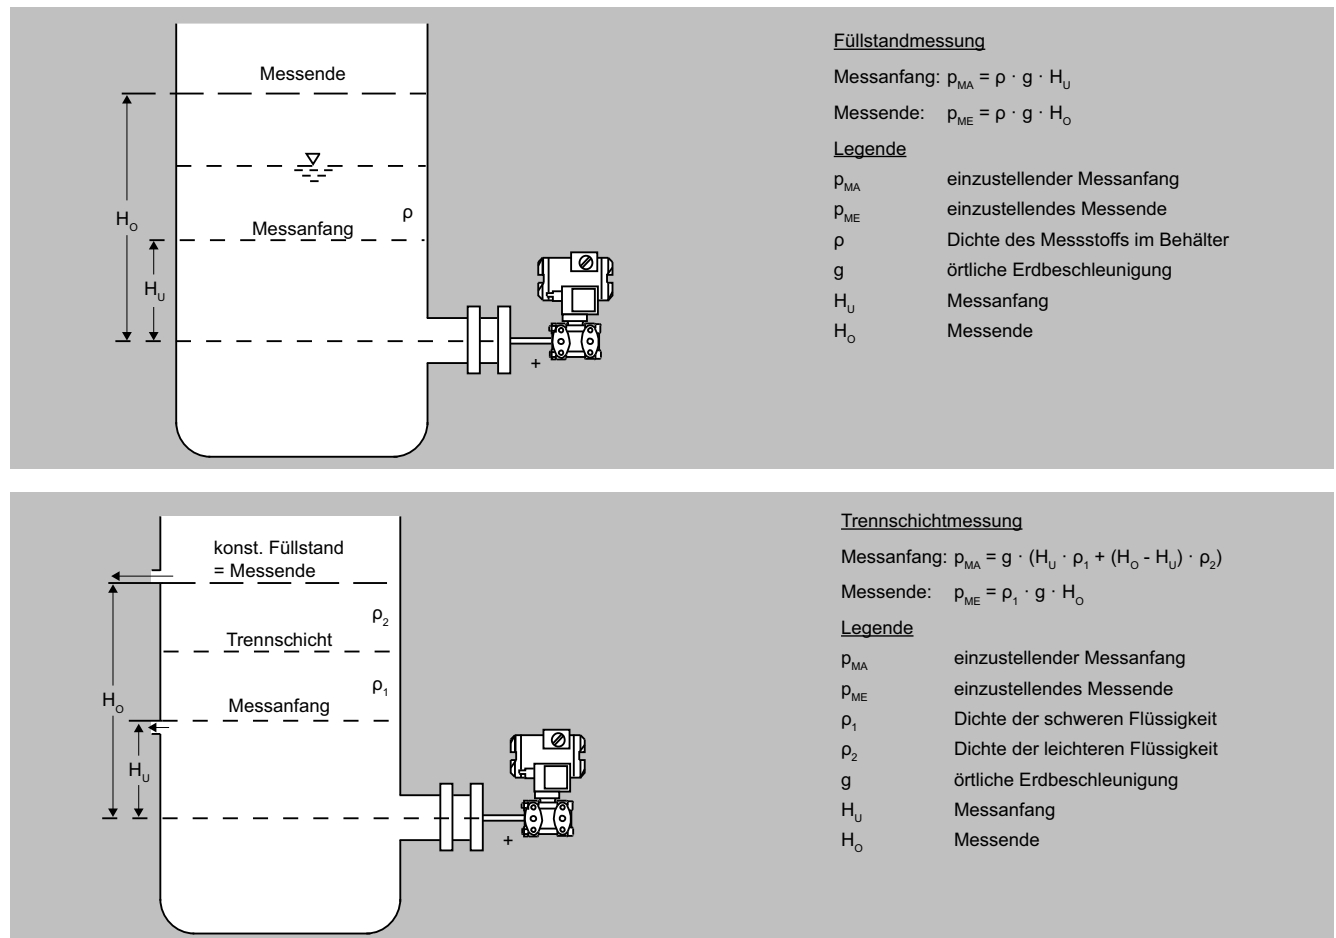 Messende
Messanfang
ρ
H_O
H_U
+
Füllstandmessung
Messanfang: p_MA = ρ · g · H_U
Messende: p_ME = ρ · g · H_O
Legende
p_MA einzustellender Messanfang
p_ME einzustellendes Messende
ρ Dichte des Messstoffs im Behälter
g örtliche Erdbeschleunigung
H_U Messanfang
H_O Messende
konst. Füllstand
= Messende
ρ_2
Trennschicht
ρ_1
Messanfang
H_O
H_U
+
Trennschichtmessung
Messanfang: p_MA = g · (H_U · ρ_1 + (H_O - H_U) · ρ_2)
Messende: p_ME = ρ_1 · g · H_O
Legende
p_MA einzustellender Messanfang
p_ME einzustellendes Messende
ρ_1 Dichte der schweren Flüssigkeit
ρ_2 Dichte der leichteren Flüssigkeit
g örtliche Erdbeschleunigung
H_U Messanfang
H_O Messende